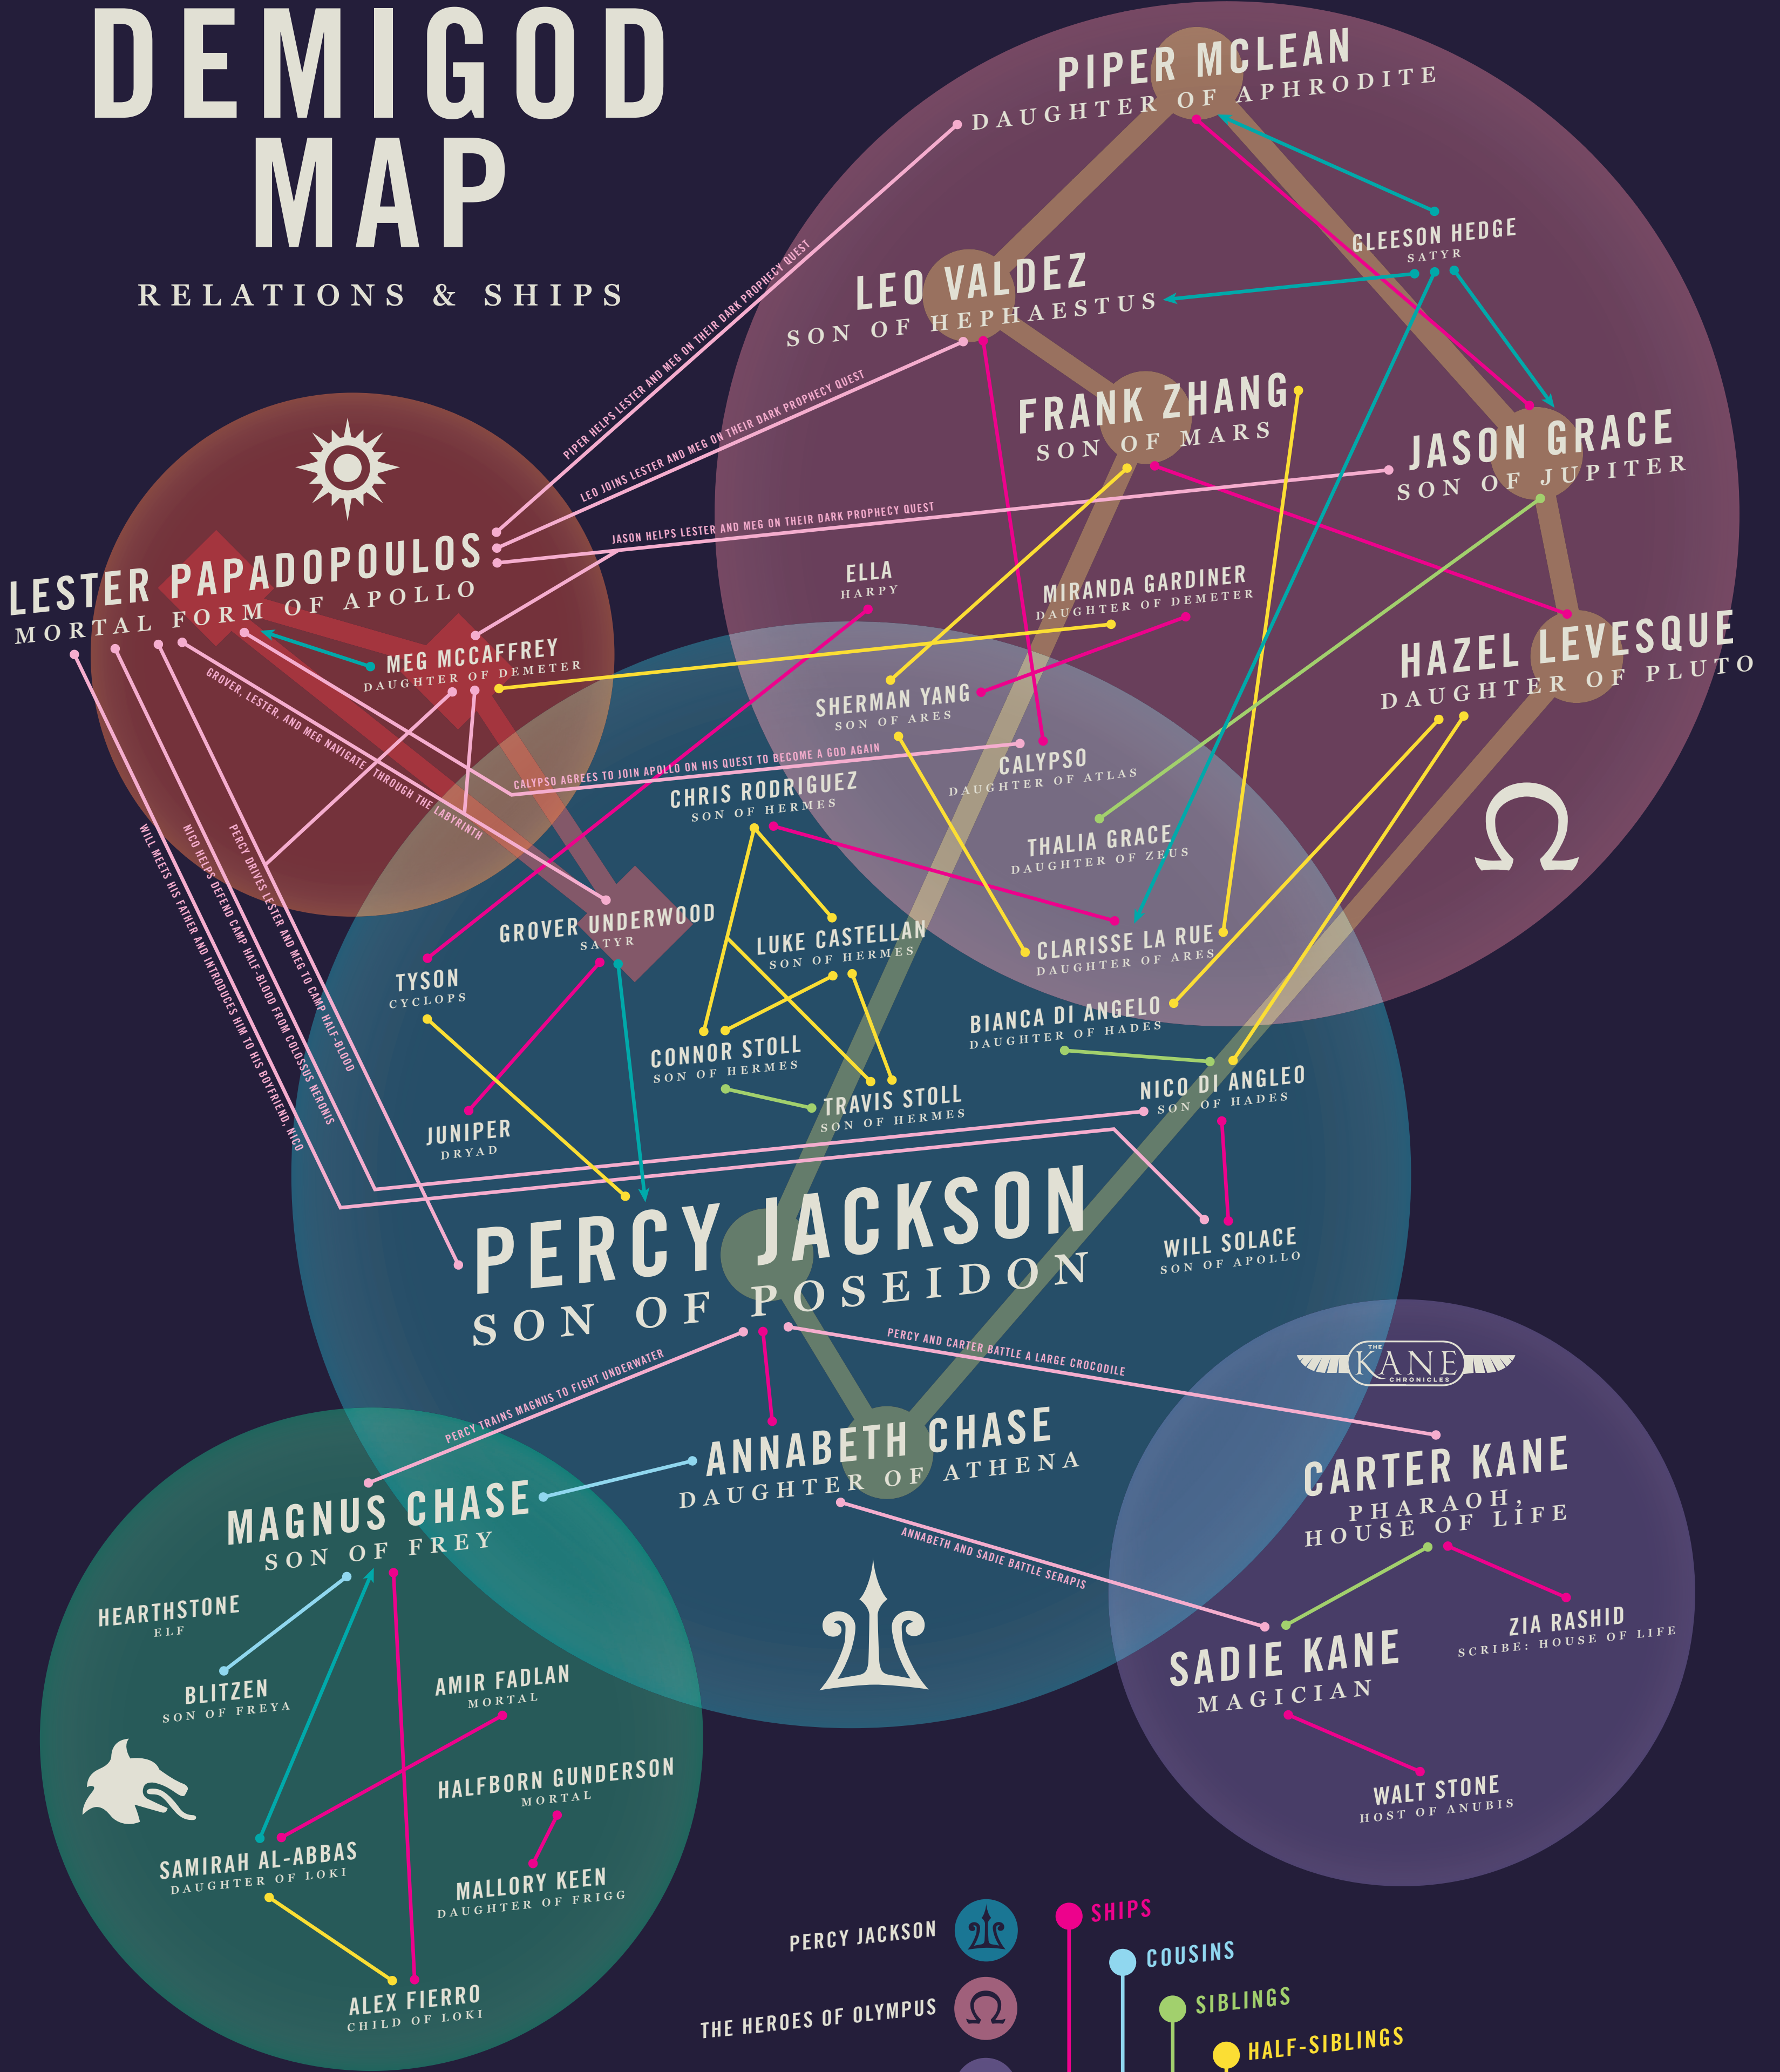 DEMIGOD
MAP
RELATIONS & SHIPS
PIPER MCLEAN
DAUGHTER OF APHRODITE
GLEESON HEDGE
SATYR
LEO VALDEZ
SON OF HEPHAESTUS
FRANK ZHANG
SON OF MARS
JASON GRACE
SON OF JUPITER
PIPER HELPS LESTER AND MEG ON THEIR DARK PROPHECY QUEST
LEO JOINS LESTER AND MEG ON THEIR DARK PROPHECY QUEST
JASON HELPS LESTER AND MEG ON THEIR DARK PROPHECY QUEST
LESTER PAPADOPOULOS
MORTAL FORM OF APOLLO
ELLA
HARPY
MIRANDA GARDINER
DAUGHTER OF DEMETER
HAZEL LEVESQUE
DAUGHTER OF PLUTO
MEG MCCAFFREY
DAUGHTER OF DEMETER
SHERMAN YANG
SON OF ARES
GROVER, LESTER, AND MEG NAVIGATE THROUGH THE LABYRINTH
CALYPSO AGREES TO JOIN APOLLO ON HIS QUEST TO BECOME A GOD AGAIN
CALYPSO
DAUGHTER OF ATLAS
CHRIS RODRIGUEZ
SON OF HERMES
THALIA GRACE
DAUGHTER OF ZEUS
Ω
WILL MEETS HIS FATHER AND INTRODUCES HIM TO HIS BOYFRIEND, NICO
NICO HELPS DEFEND CAMP HALF-BLOOD FROM COLOSSUS NERONIS
PERCY DRIVES LESTER AND MEG TO CAMP HALF-BLOOD
GROVER UNDERWOOD
SATYR
LUKE CASTELLAN
SON OF HERMES
CLARISSE LA RUE
DAUGHTER OF ARES
TYSON
CYCLOPS
BIANCA DI ANGELO
DAUGHTER OF HADES
CONNOR STOLL
SON OF HERMES
NICO DI ANGLEO
SON OF HADES
TRAVIS STOLL
SON OF HERMES
JUNIPER
DRYAD
PERCY JACKSON
SON OF POSEIDON
WILL SOLACE
SON OF APOLLO
PERCY TRAINS MAGNUS TO FIGHT UNDERWATER
PERCY AND CARTER BATTLE A LARGE CROCODILE
THE
KANE
CHRONICLES
ANNABETH CHASE
DAUGHTER OF ATHENA
CARTER KANE
PHARAOH,
HOUSE OF LIFE
MAGNUS CHASE
SON OF FREY
ANNABETH AND SADIE BATTLE SERAPIS
HEARTHSTONE
ELF
ZIA RASHID
SCRIBE: HOUSE OF LIFE
SADIE KANE
MAGICIAN
BLITZEN
SON OF FREYA
AMIR FADLAN
MORTAL
HALFBORN GUNDERSON
MORTAL
WALT STONE
HOST OF ANUBIS
SAMIRAH AL-ABBAS
DAUGHTER OF LOKI
MALLORY KEEN
DAUGHTER OF FRIGG
ALEX FIERRO
CHILD OF LOKI
PERCY JACKSON
SHIPS
COUSINS
THE HEROES OF OLYMPUS
Ω
SIBLINGS
HALF-SIBLINGS